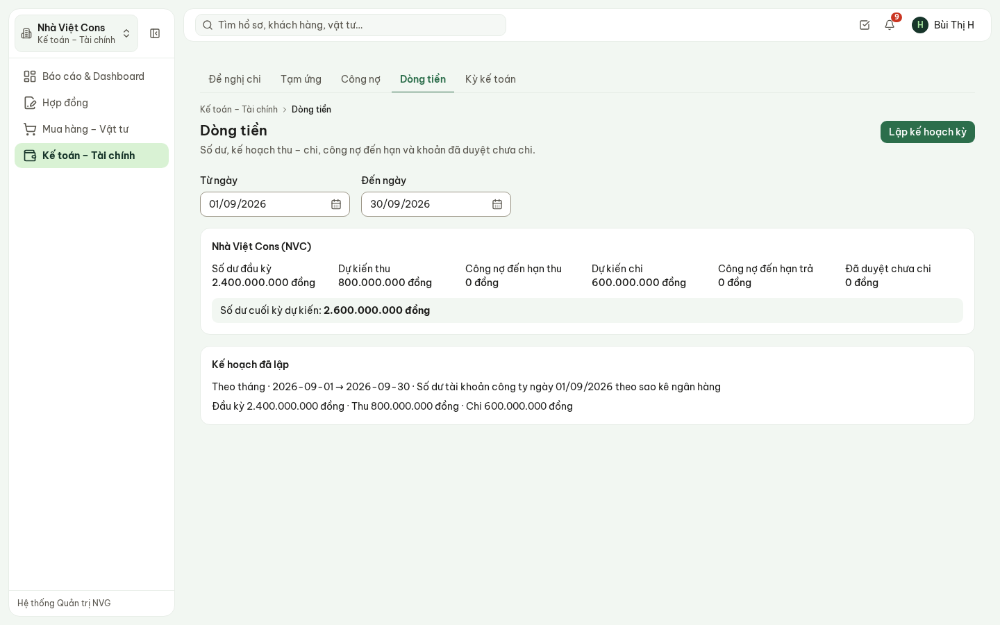 Nhà Việt Cons
Kế toán – Tài chính
Tìm hồ sơ, khách hàng, vật tư...
9
H
Bùi Thị H
Báo cáo & Dashboard
Hợp đồng
Mua hàng – Vật tư
Kế toán – Tài chính
Hệ thống Quản trị NVG
Đề nghị chi
Tạm ứng
Công nợ
Dòng tiền
Kỳ kế toán
Kế toán – Tài chính > Dòng tiền
Dòng tiền
Lập kế hoạch kỳ
Số dư, kế hoạch thu – chi, công nợ đến hạn và khoản đã duyệt chưa chi.
Từ ngày
Đến ngày
01/09/2026
30/09/2026
Nhà Việt Cons (NVC)
Số dư đầu kỳ
2.400.000.000 đồng
Dự kiến thu
800.000.000 đồng
Công nợ đến hạn thu
0 đồng
Dự kiến chi
600.000.000 đồng
Công nợ đến hạn trả
0 đồng
Đã duyệt chưa chi
0 đồng
Số dư cuối kỳ dự kiến: 2.600.000.000 đồng
Kế hoạch đã lập
Theo tháng · 2026-09-01 → 2026-09-30 · Số dư tài khoản công ty ngày 01/09/2026 theo sao kê ngân hàng
Đầu kỳ 2.400.000.000 đồng · Thu 800.000.000 đồng · Chi 600.000.000 đồng